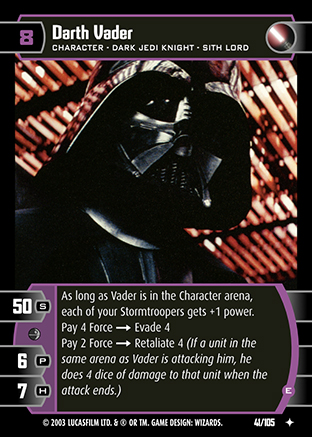 8
Darth Vader
CHARACTER - DARK JEDI KNIGHT - SITH LORD
50 S
As long as Vader is in the Character arena,
each of your Stormtroopers gets +1 power.
Pay 4 Force → Evade 4
6 P
Pay 2 Force → Retaliate 4 (If a unit in the
same arena as Vader is attacking him, he
7 H
does 4 dice of damage to that unit when the
attack ends.)
E
© 2003 LUCASFILM LTD. & ® OR TM. GAME DESIGN: WIZARDS.
41/105